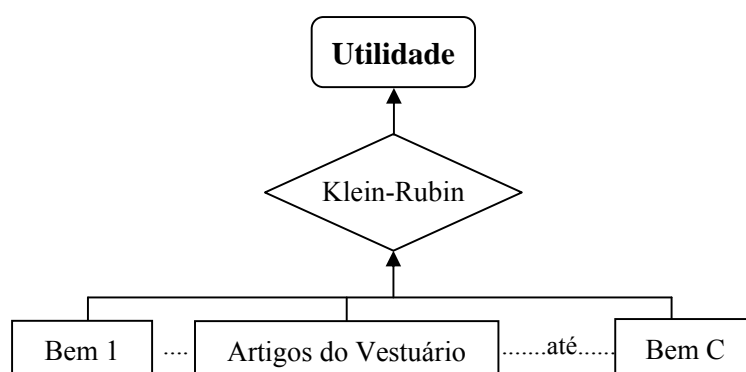 Utilidade
Klein-Rubin
Bem 1 .... Artigos do Vestuário .......até...... Bem C